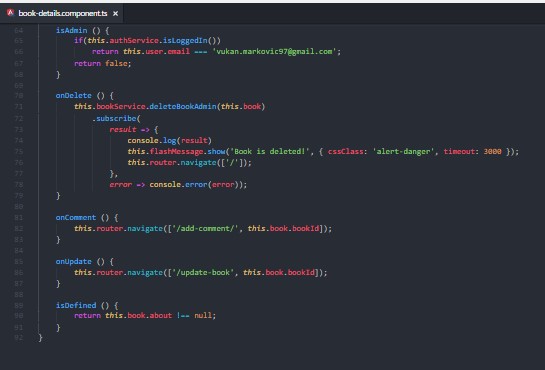 book-details.component.ts ×
64 isAdmin () {
65 if(this.authService.isLoggedIn())
66 return this.user.email === 'vukan.markovic97@gmail.com';
67 return false;
68 }
69
70 onDelete () {
71 this.bookService.deleteBookAdmin(this.book)
72 .subscribe(
73 result => {
74 console.log(result)
75 this.flashMessage.show('Book is deleted!', { cssClass: 'alert-danger', timeout: 3000 });
76 this.router.navigate(['/']);
77 },
78 error => console.error(error));
79 }
80
81 onComment () {
82 this.router.navigate(['/add-comment/', this.book.bookId]);
83 }
84
85 onUpdate () {
86 this.router.navigate(['/update-book', this.book.bookId]);
87 }
88
89 isDefined () {
90 return this.book.about !== null;
91 }
92 }